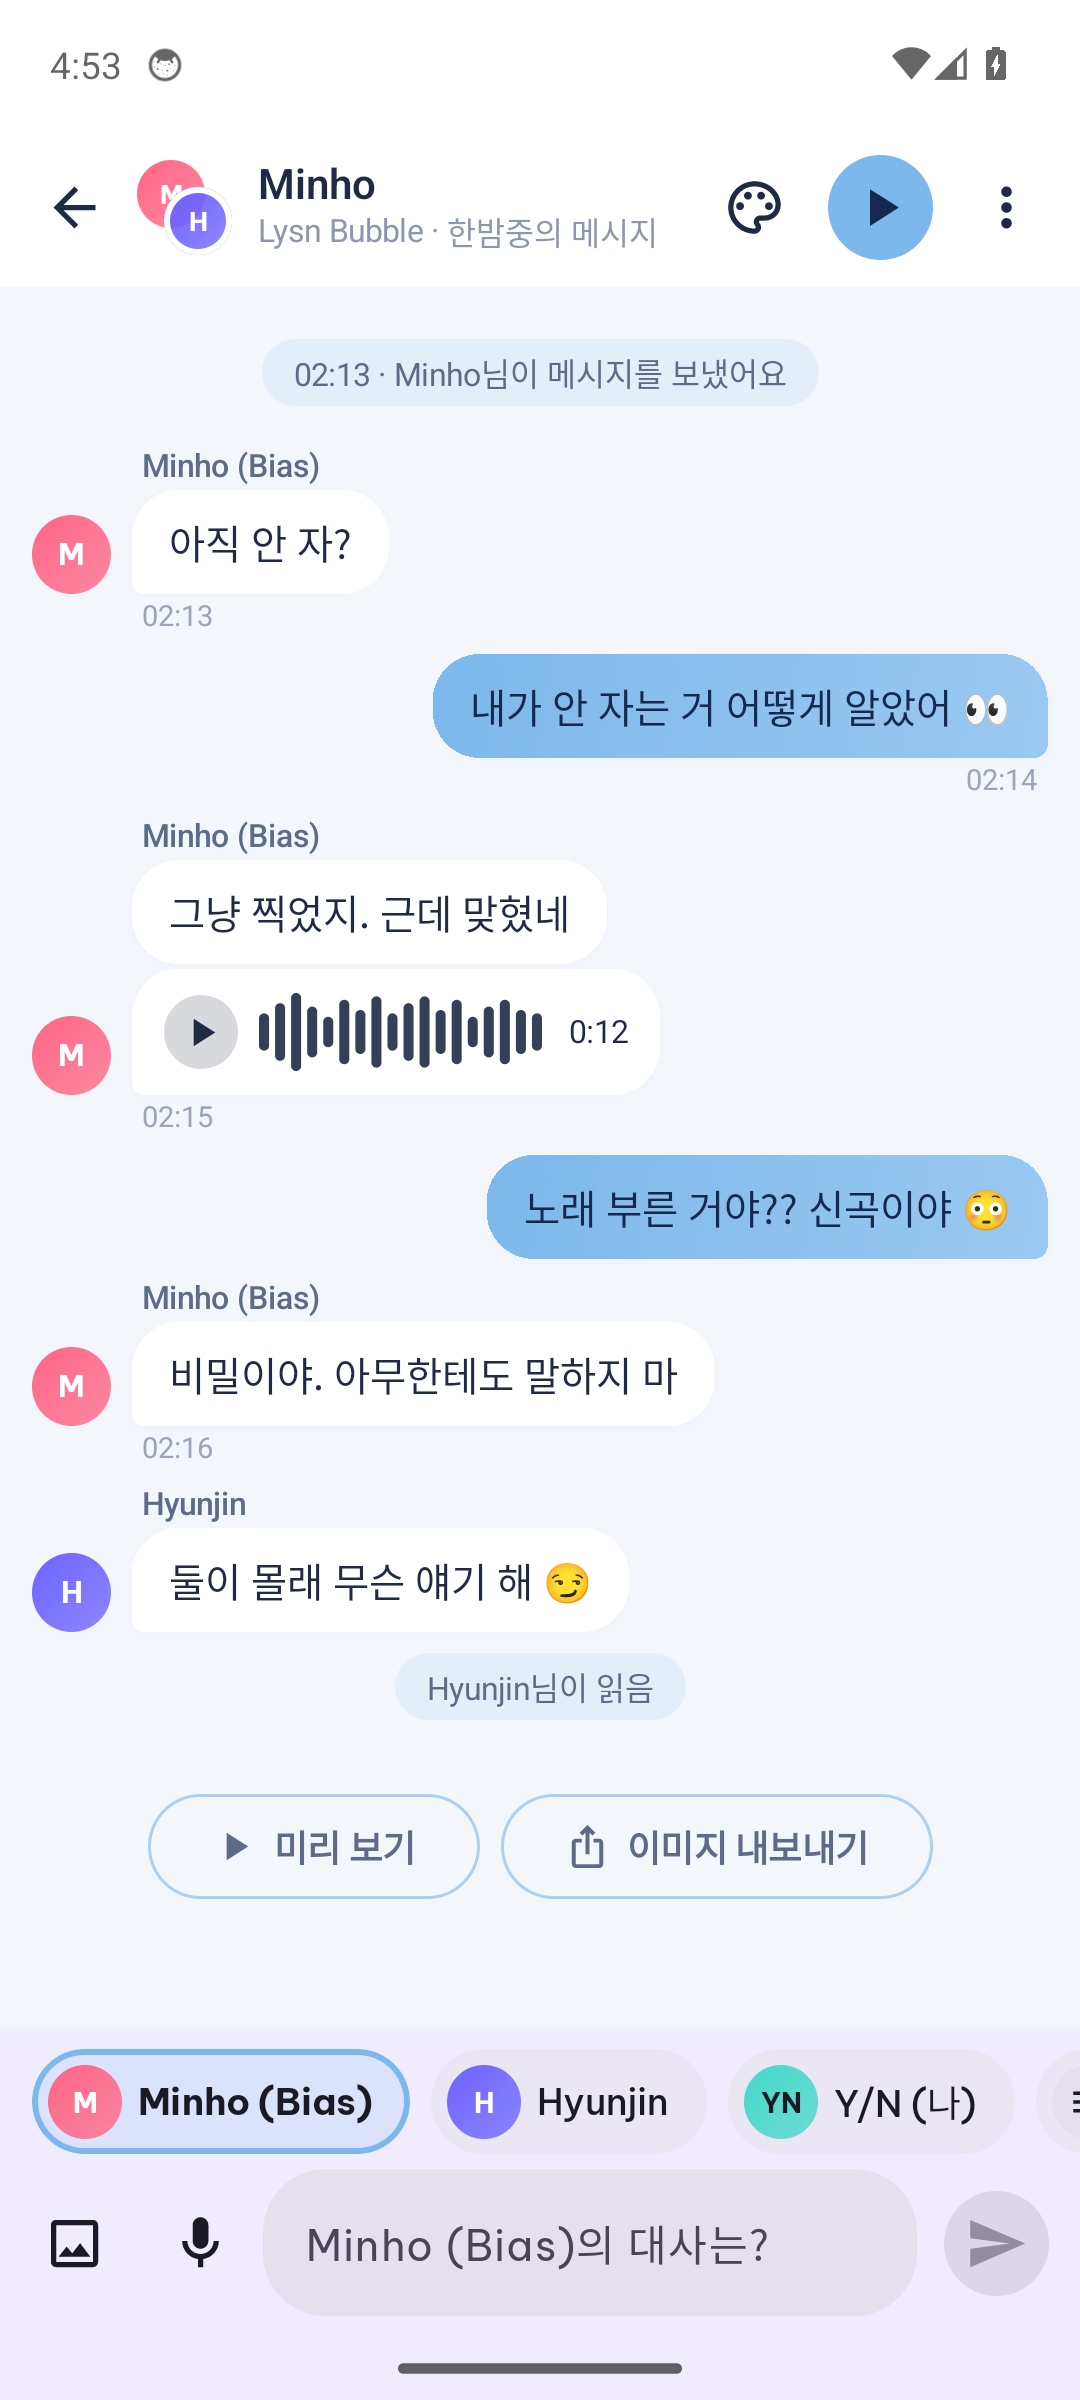 4:53
M
H
Minho
Lysn Bubble · 한밤중의 메시지
02:13 · Minho님이 메시지를 보냈어요
Minho (Bias)
M
아직 안 자?
02:13
내가 안 자는 거 어떻게 알았어 👀
02:14
Minho (Bias)
그냥 찍었지. 근데 맞혔네
M
0:12
02:15
노래 부른 거야?? 신곡이야 😳
Minho (Bias)
M
비밀이야. 아무한테도 말하지 마
02:16
Hyunjin
H
둘이 몰래 무슨 얘기 해 😏
Hyunjin님이 읽음
미리 보기
이미지 내보내기
M
Minho (Bias)
H
Hyunjin
YN
Y/N (나)
Minho (Bias)의 대사는?